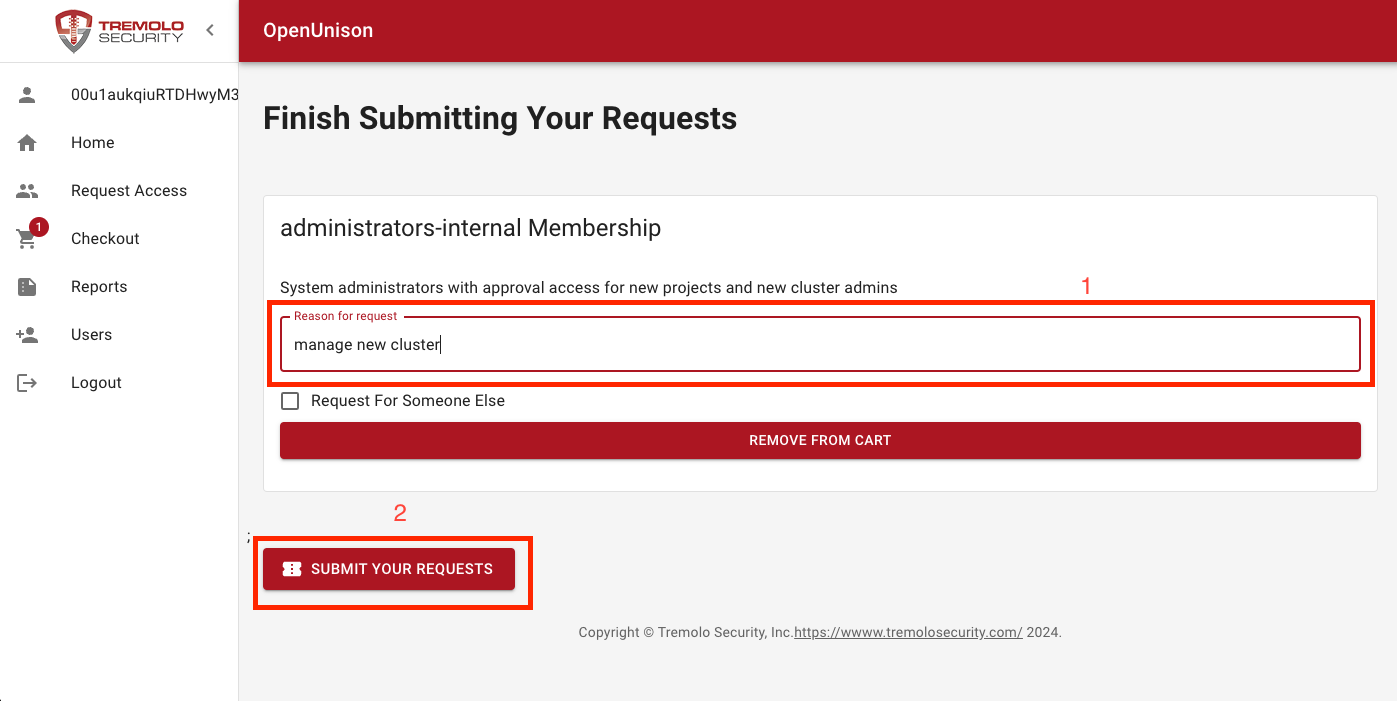 TREMOLO
SECURITY
OpenUnison
00u1aukqiuRTDHwyM3
Home
Request Access
1
Checkout
Reports
Users
Logout
Finish Submitting Your Requests
administrators-internal Membership
System administrators with approval access for new projects and new cluster admins
1
Reason for request
manage new cluster
Request For Someone Else
REMOVE FROM CART
2
;
SUBMIT YOUR REQUESTS
Copyright © Tremolo Security, Inc.https://wwww.tremolosecurity.com/ 2024.